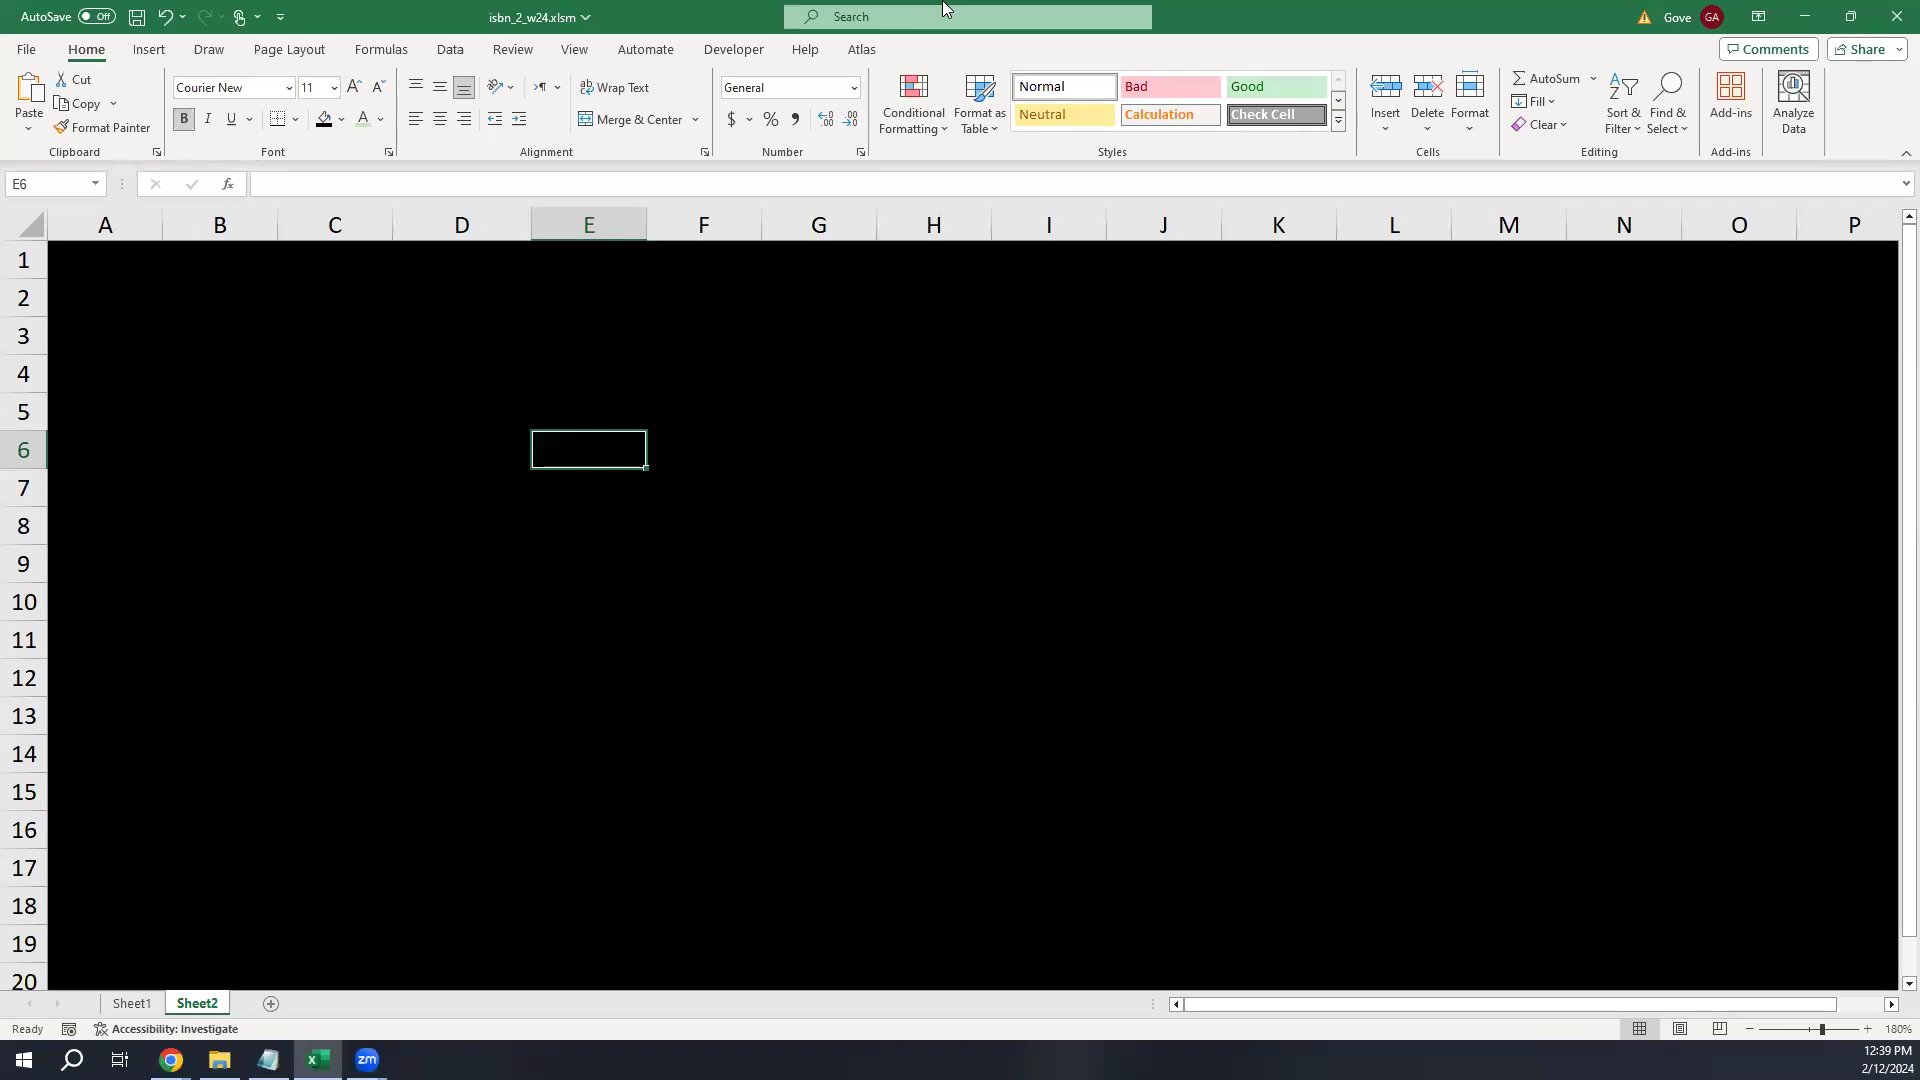 AutoSave Off isbn_2_w24.xlsm Search Gove GA
File Home Insert Draw Page Layout Formulas Data Review View Automate Developer Help Atlas Comments Share
Cut
Copy
Format Painter
Paste
Clipboard
Courier New 11
B I U
Font
Wrap Text
Merge & Center
Alignment
General
$ % 9
Number
Conditional
Formatting
Format as
Table
Normal Bad Good
Neutral Calculation Check Cell
Styles
Insert Delete Format
Cells
AutoSum
Fill
Clear
Sort &
Filter
Find &
Select
Editing
Add-ins
Add-ins
Analyze
Data
E6 fx
A B C D E F G H I J K L M N O P
1
2
3
4
5
6
7
8
9
10
11
12
13
14
15
16
17
18
19
20
Sheet1 Sheet2
Ready Accessibility: Investigate 180%
zm 12:39 PM
2/12/2024